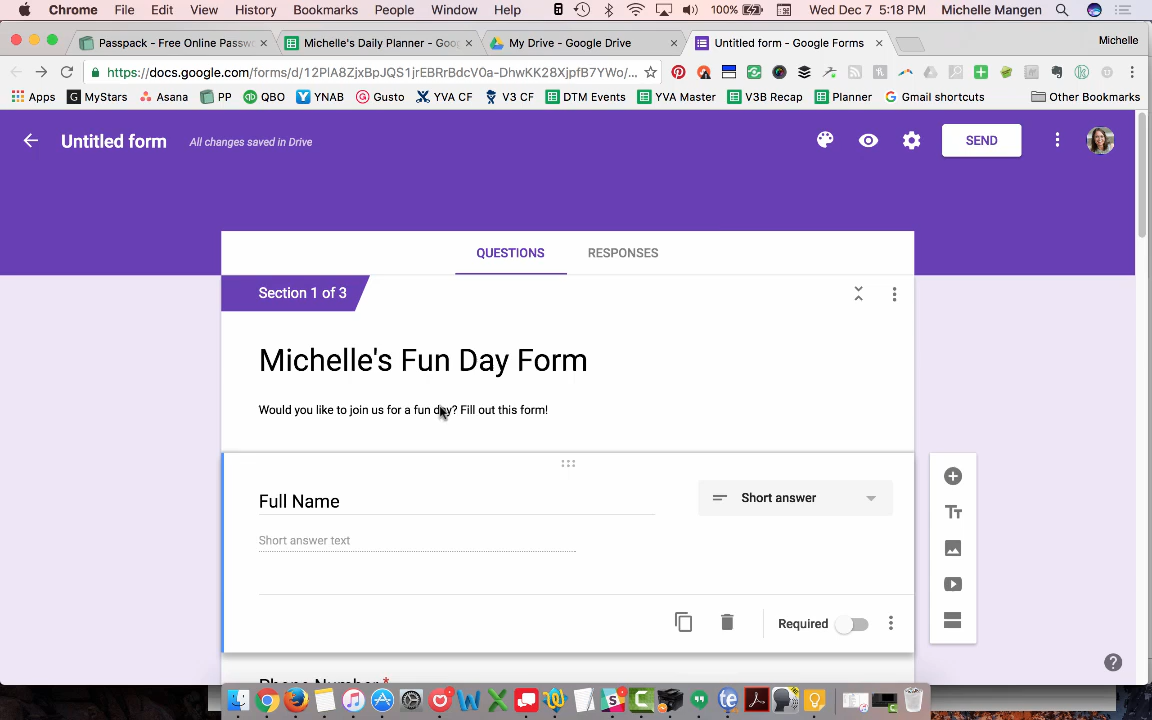 Chrome File Edit View History Bookmarks People Window Help 100% Wed Dec 7 5:18 PM Michelle Mangen
Passpack - Free Online Passw
Michelle's Daily Planner - Goo
My Drive - Google Drive
Untitled form - Google Forms
Michelle
https://docs.google.com/forms/d/12PlA8ZjxBpJQS1jrEBRrBdcV0a-DhwKK28XjpfB7YWo/...
Apps MyStars Asana PP QBO YNAB Gusto YVA CF V3 CF DTM Events YVA Master V3B Recap Planner Gmail shortcuts Other Bookmarks
Untitled form All changes saved in Drive SEND
QUESTIONS RESPONSES
Section 1 of 3
Michelle's Fun Day Form
Would you like to join us for a fun day? Fill out this form!
Full Name Short answer
Short answer text
Required
Phone Number *